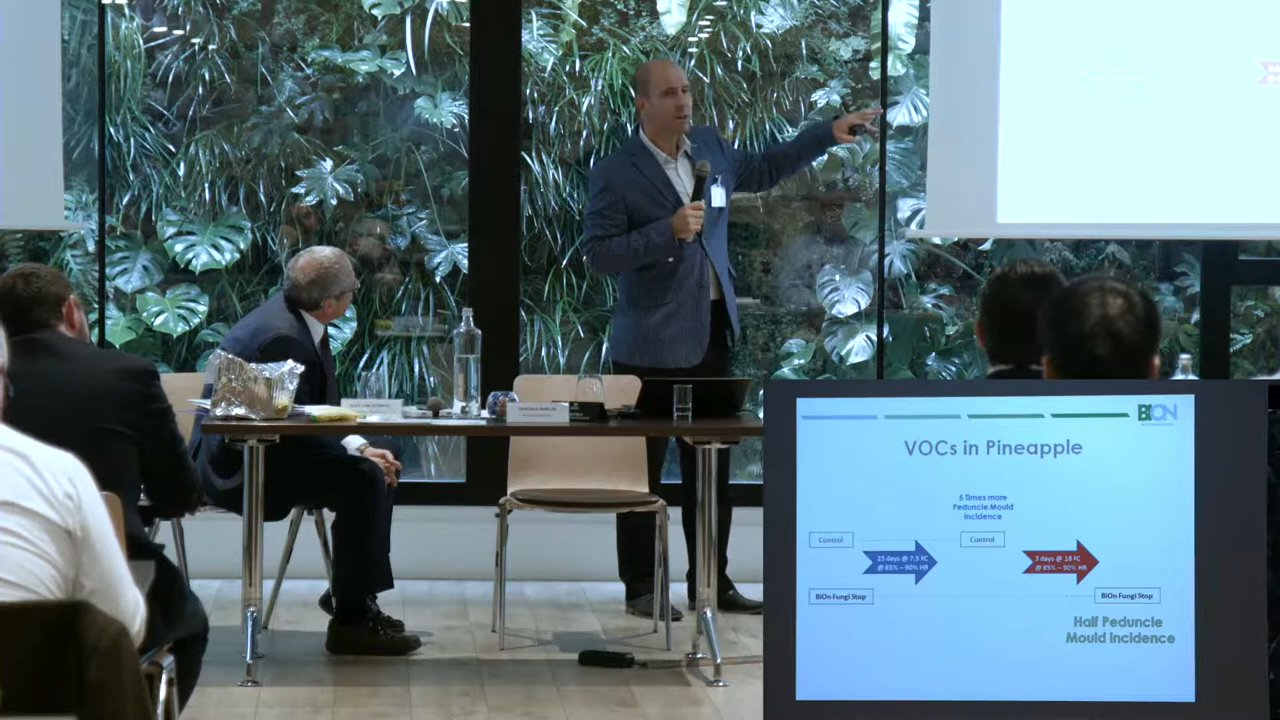 BION
VOCs in Pineapple
5 Times more
Peduncle Mould
Incidence
Control
Control
25 days @ 7.5 ºC
@ 85% – 90% HR
3 days @ 18 ºC
@ 85% – 90% HR
BiOn Fungi Stop
BiOn Fungi Stop
Half Peduncle
Mould Incidence